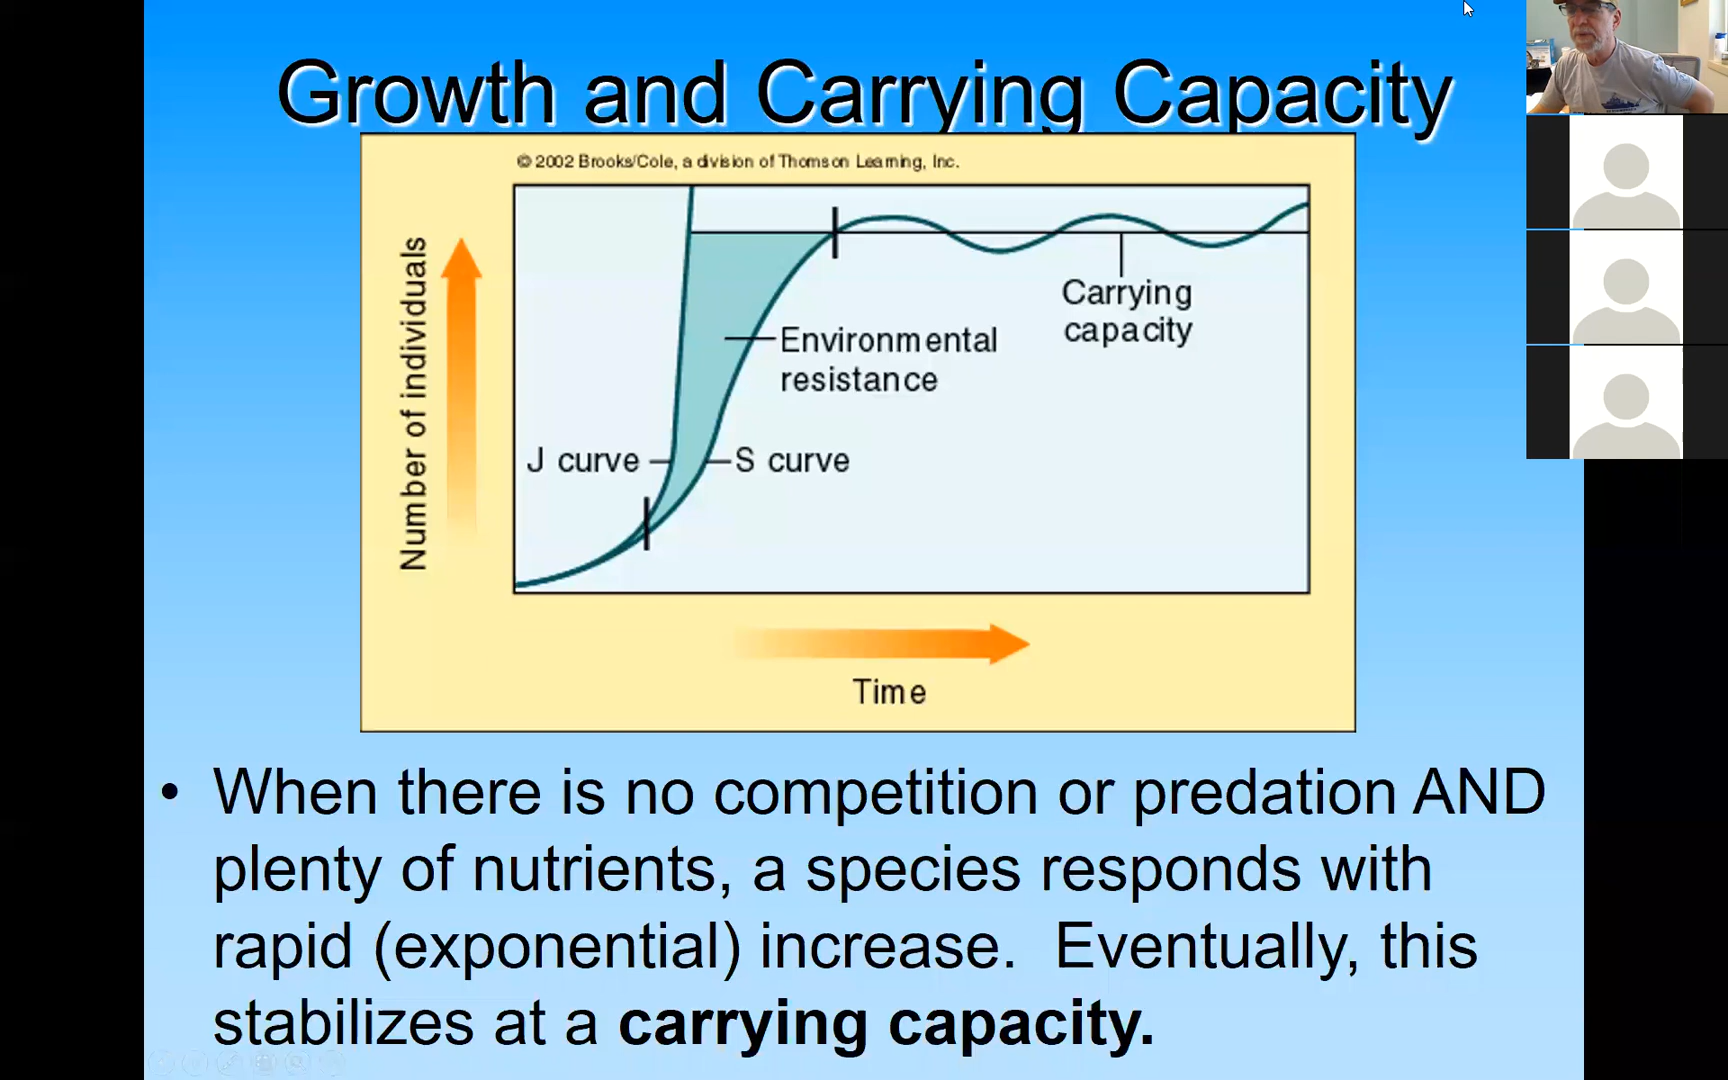 Growth and Carrying Capacity
© 2002 Brooks/Cole, a division of Thomson Learning, Inc.
Number of individuals
Carrying
capacity
Environmental
resistance
J curve
S curve
Time
• When there is no competition or predation AND
plenty of nutrients, a species responds with
rapid (exponential) increase.  Eventually, this
stabilizes at a carrying capacity.